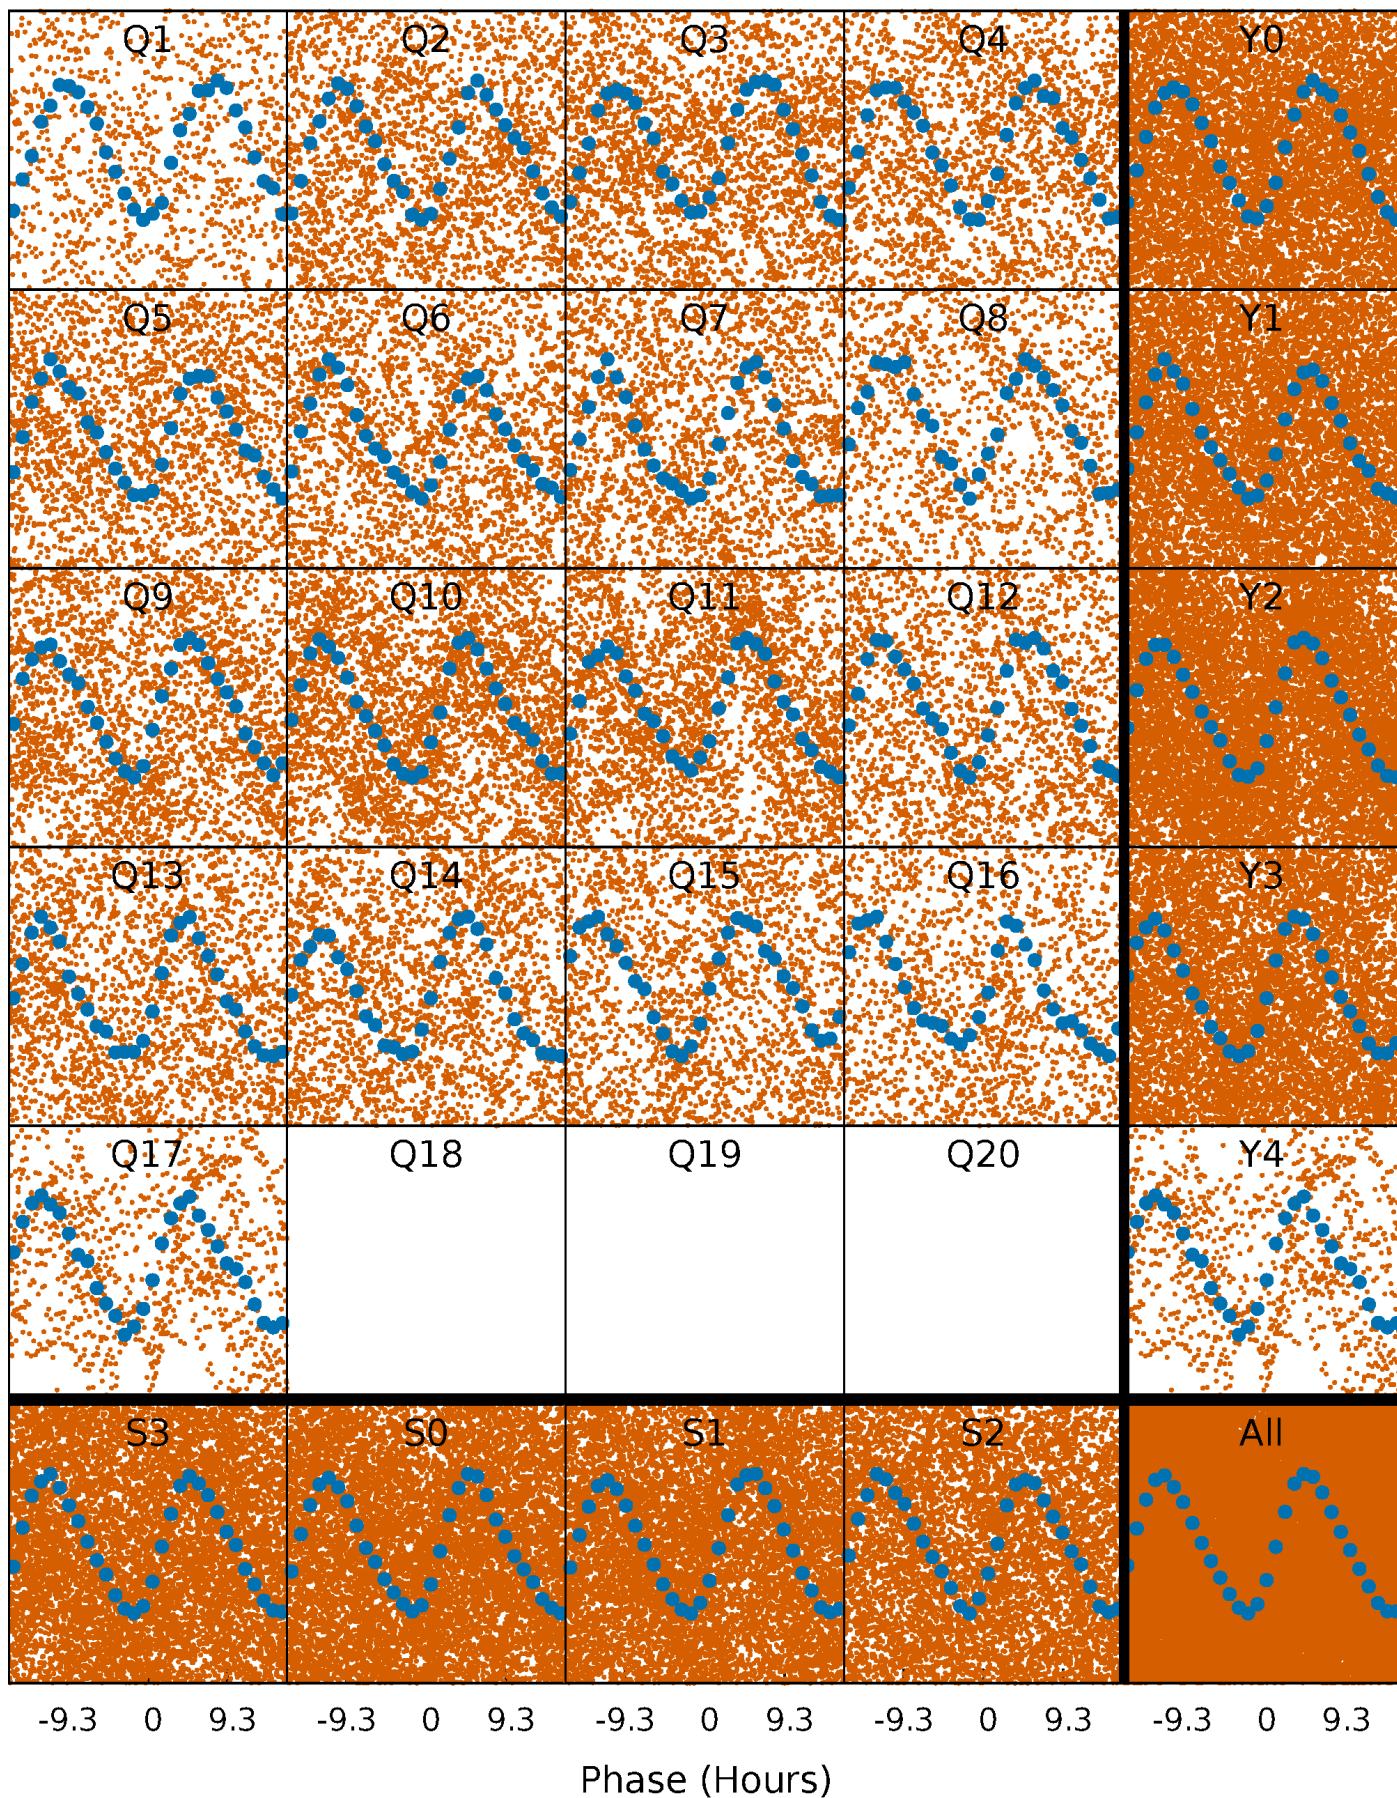 Q1 Q2 Q3 Q4 Y0
Q5 Q6 Q7 Q8 Y1
Q9 Q10 Q11 Q12 Y2
Q13 Q14 Q15 Q16 Y3
Q17 Q18 Q19 Q20 Y4
S3 S0 S1 S2 All
-9.3 0 9.3 -9.3 0 9.3 -9.3 0 9.3 -9.3 0 9.3 -9.3 0 9.3
Phase (Hours)